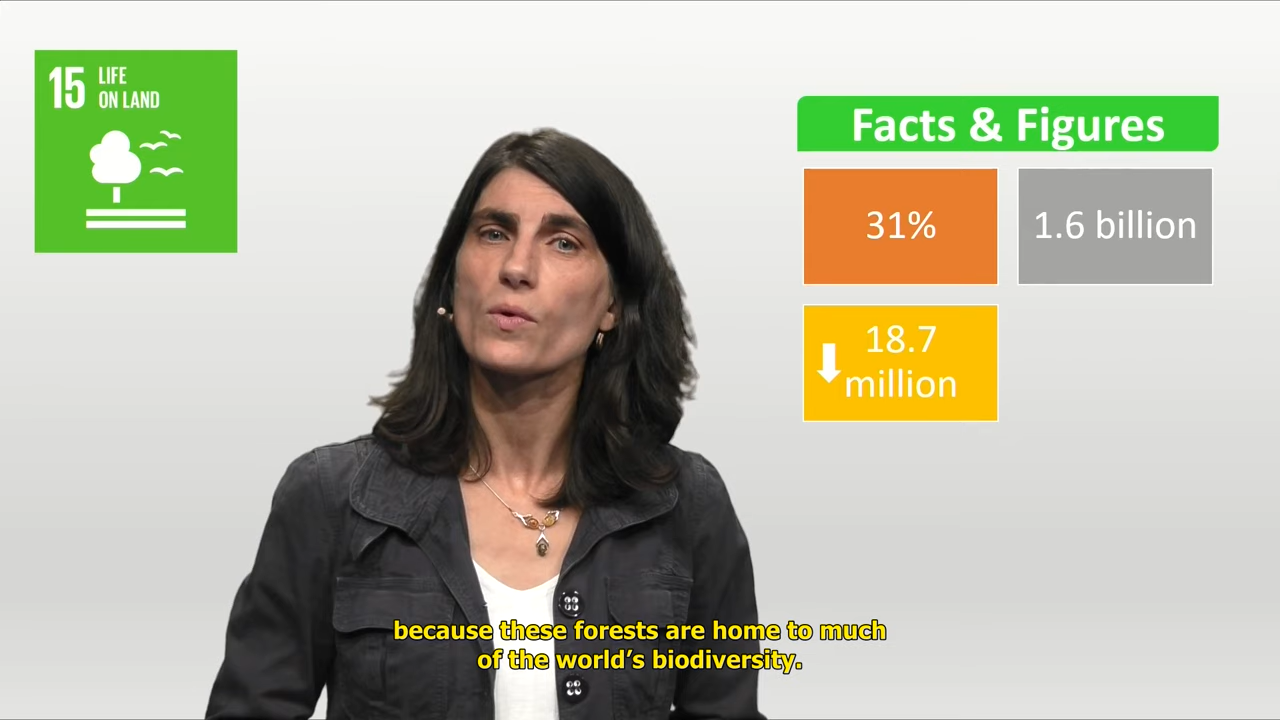 15 LIFE
ON LAND
Facts & Figures
31%
1.6 billion
18.7
million
because these forests are home to much
of the world’s biodiversity.